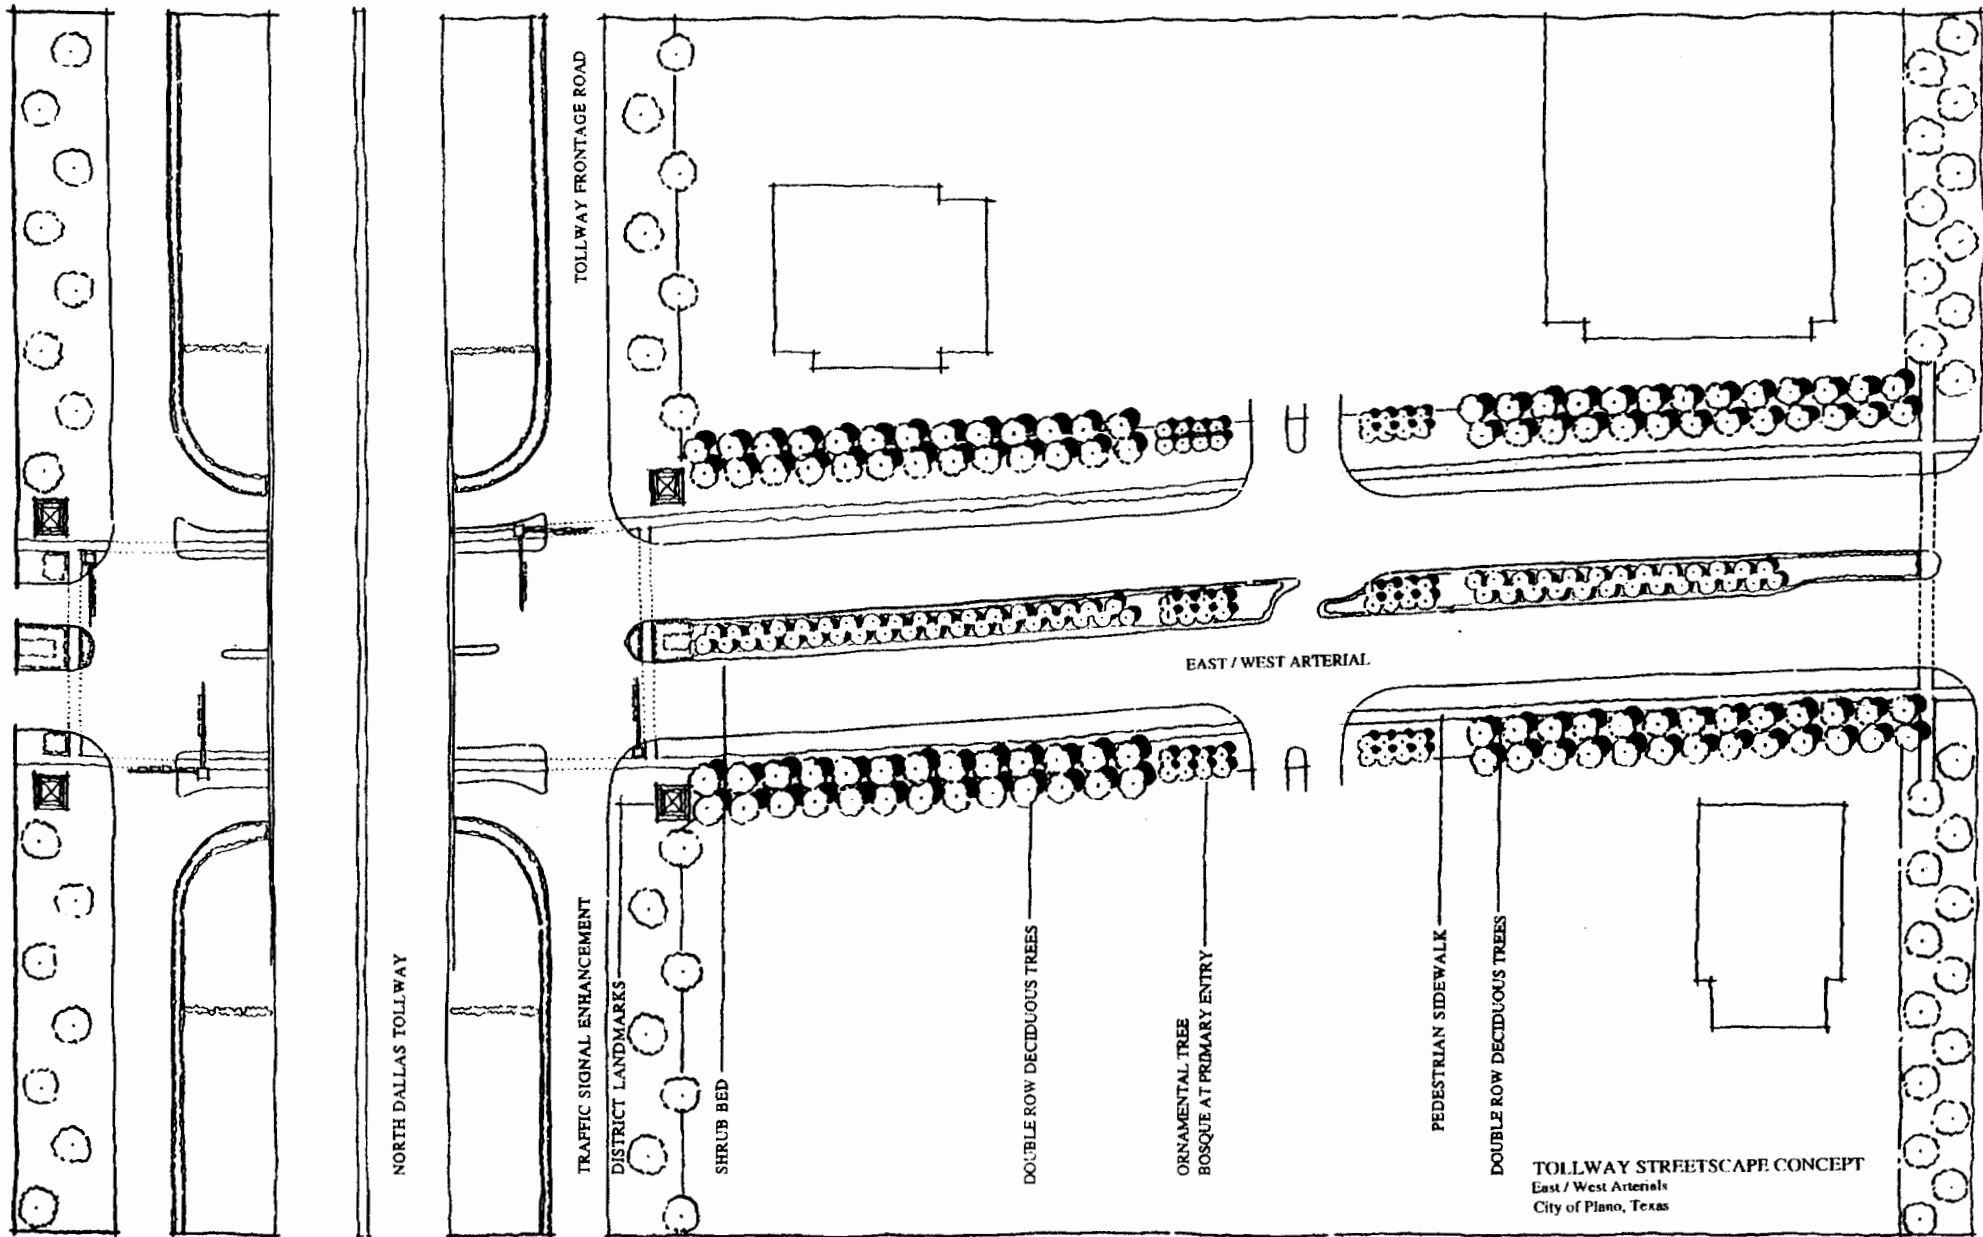 TOLLWAY FRONTAGE ROAD
EAST / WEST ARTERIAL
NORTH DALLAS TOLLWAY
TRAFFIC SIGNAL ENHANCEMENT
DISTRICT LANDMARKS
SHRUB BED
DOUBLE ROW DECIDUOUS TREES
ORNAMENTAL TREE
BOSQUE AT PRIMARY ENTRY
PEDESTRIAN SIDEWALK
DOUBLE ROW DECIDUOUS TREES
TOLLWAY STREETSCAPE CONCEPT
East / West Arterials
City of Plano, Texas